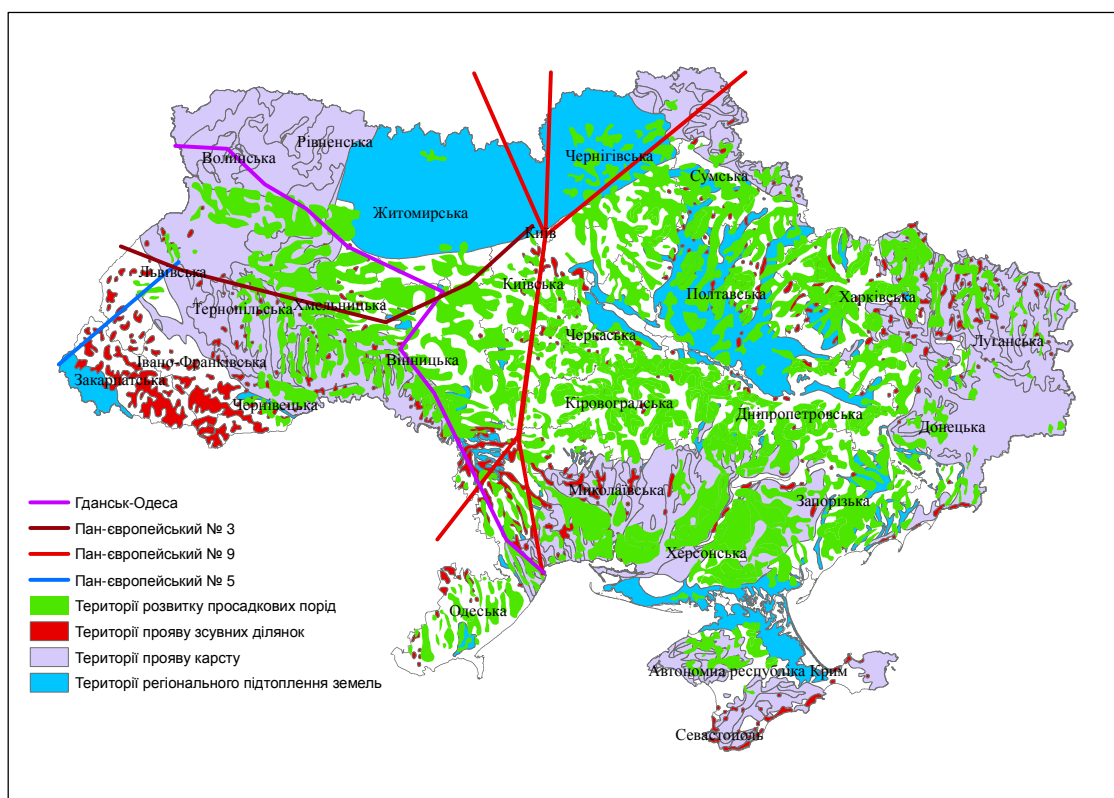 Рівненська
Волинська
Чернігівська
Сумська
Житомирська
Київ
Львівська
Київська
Полтавська
Харківська
Тернопільська
Хмельницька
Черкаська
Луганська
Вінницька
Івано-Франківська
Закарпатська
Чернівецька
Кіровоградська
Дніпропетровська
Донецька
Миколаївська
Запорізька
Херсонська
Одеська
Автономна республіка Крим
Севастополь
Гданськ-Одеса
Пан-європейський № 3
Пан-європейський № 9
Пан-європейський № 5
Території розвитку просадкових порід
Території прояву зсувних ділянок
Території прояву карсту
Території регіонального підтоплення земель